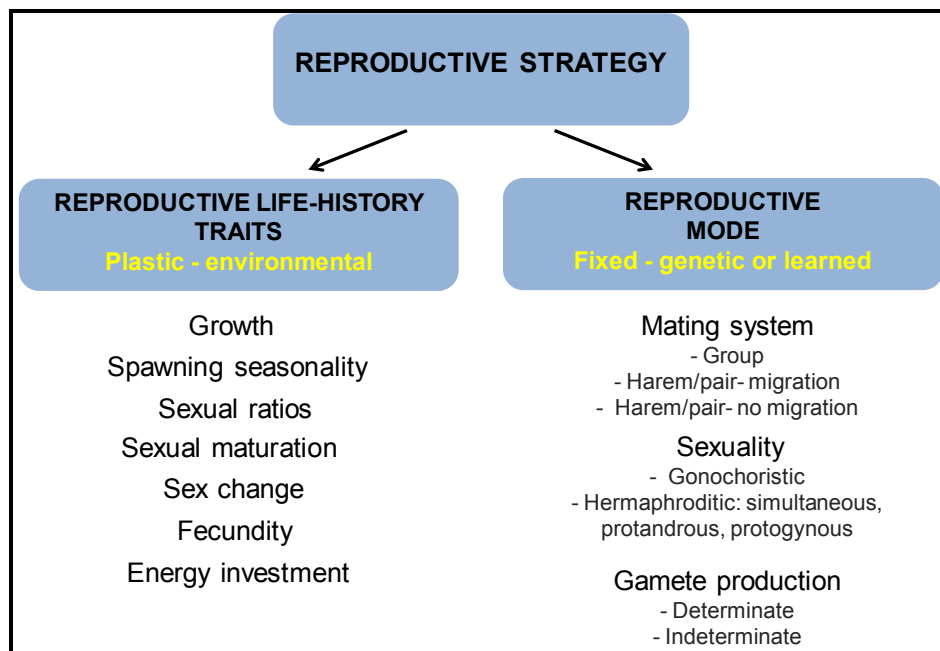 REPRODUCTIVE STRATEGY
REPRODUCTIVE LIFE-HISTORY
TRAITS
Plastic - environmental
Growth
Spawning seasonality
Sexual ratios
Sexual maturation
Sex change
Fecundity
Energy investment
REPRODUCTIVE
MODE
Fixed - genetic or learned
Mating system
- Group
- Harem/pair- migration
- Harem/pair- no migration
Sexuality
- Gonochoristic
- Hermaphroditic: simultaneous,
protandrous, protogynous
Gamete production
- Determinate
- Indeterminate